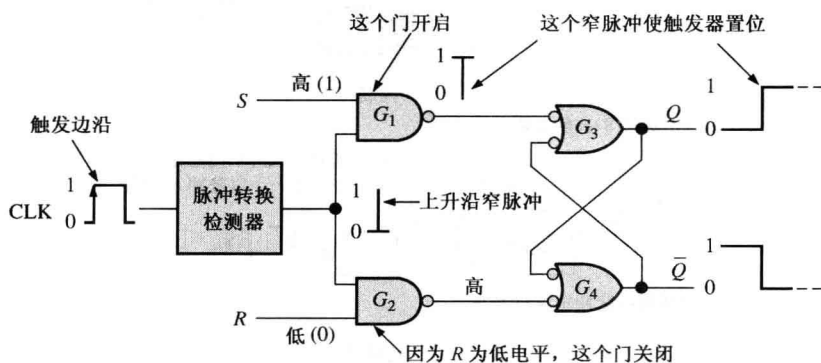 这个门开启
这个窄脉冲使触发器置位
高 (1)
1
0
1
0
S
G1
G3
Q
触发边沿
1
CLK 0
脉冲转换
检测器
1
0
上升沿窄脉冲
1
0
Q̄
G2
高
G4
R
低 (0)
因为 R 为低电平，这个门关闭